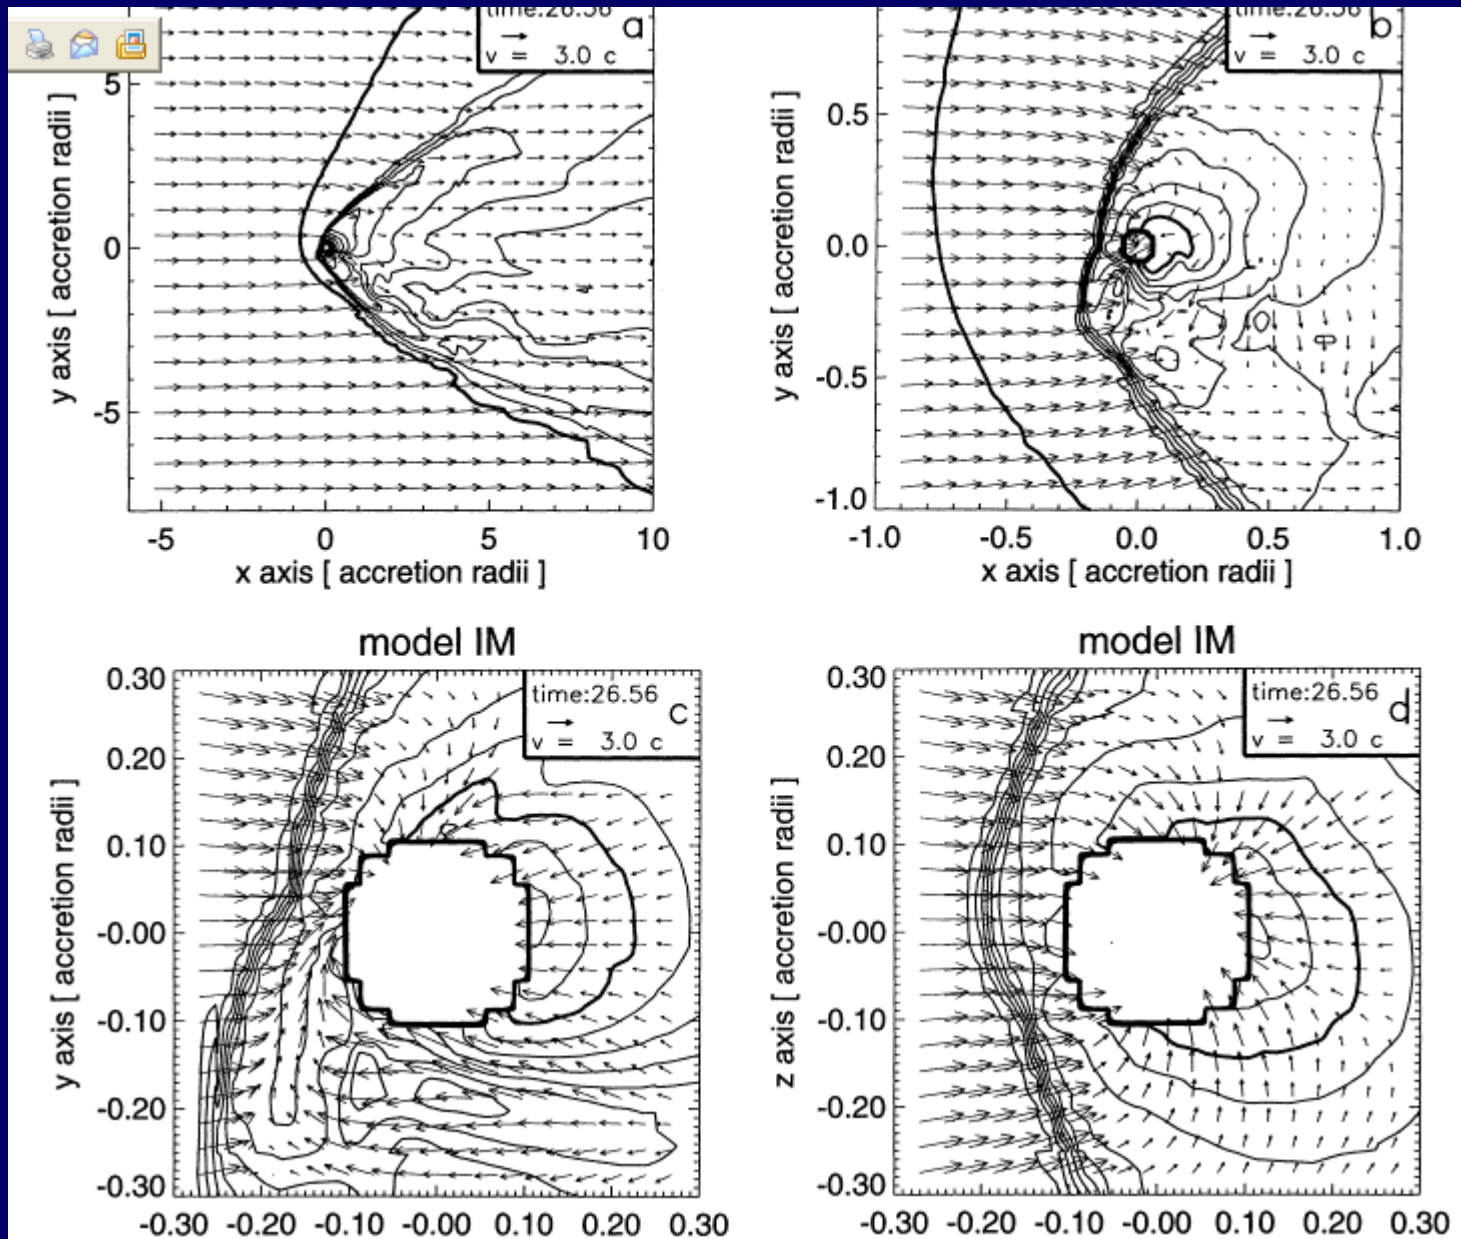 time:26.56 a
v = 3.0 c
5
0
-5
y axis [ accretion radii ]
-5 0 5 10
x axis [ accretion radii ]
time:26.56 b
v = 3.0 c
0.5
0.0
-0.5
-1.0
y axis [ accretion radii ]
-1.0 -0.5 0.0 0.5 1.0
x axis [ accretion radii ]
model IM
time:26.56 c
v = 3.0 c
0.30
0.20
0.10
-0.00
-0.10
-0.20
-0.30
y axis [ accretion radii ]
-0.30 -0.20 -0.10 -0.00 0.10 0.20 0.30
model IM
time:26.56 d
v = 3.0 c
0.30
0.20
0.10
-0.00
-0.10
-0.20
-0.30
z axis [ accretion radii ]
-0.30 -0.20 -0.10 -0.00 0.10 0.20 0.30